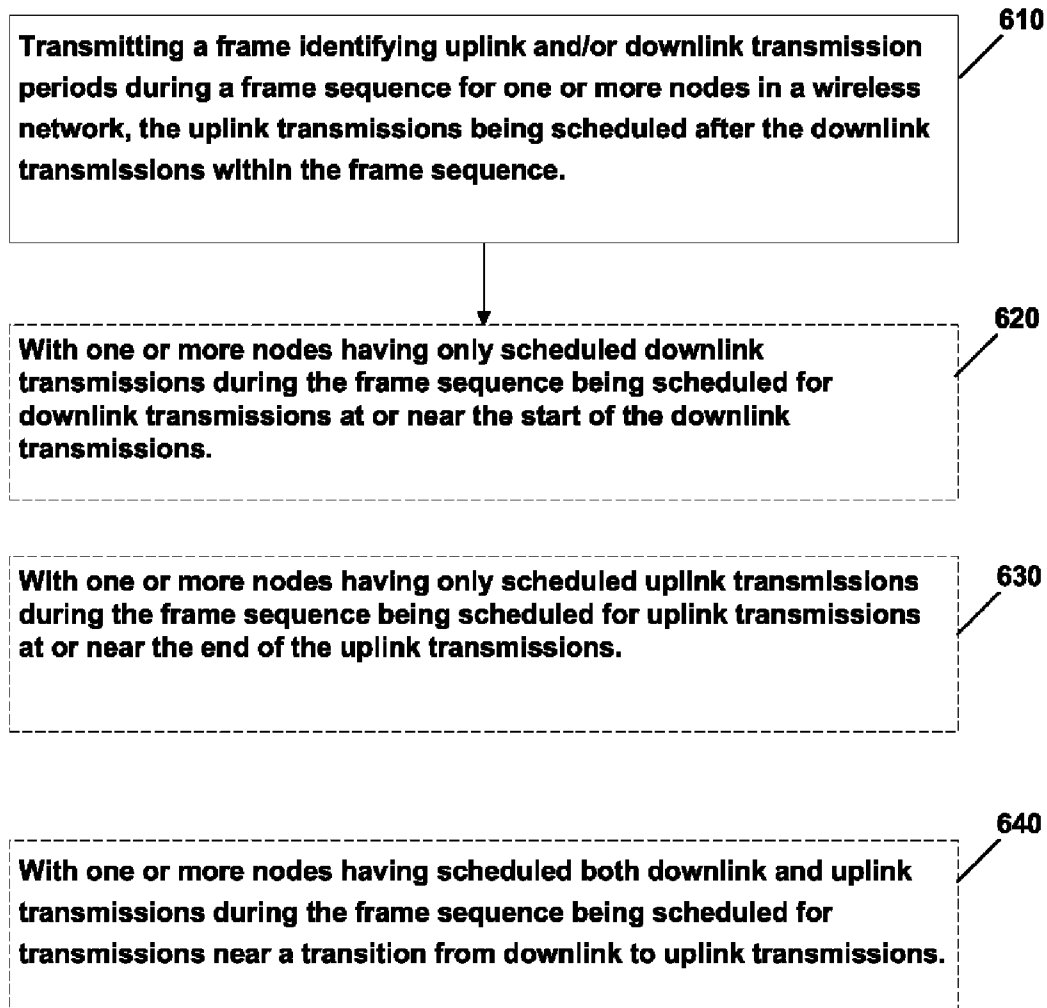 610
Transmitting a frame identifying uplink and/or downlink transmission
periods during a frame sequence for one or more nodes in a wireless
network, the uplink transmissions being scheduled after the downlink
transmissions within the frame sequence.
620
With one or more nodes having only scheduled downlink
transmissions during the frame sequence being scheduled for
downlink transmissions at or near the start of the downlink
transmissions.
630
With one or more nodes having only scheduled uplink transmissions
during the frame sequence being scheduled for uplink transmissions
at or near the end of the uplink transmissions.
640
With one or more nodes having scheduled both downlink and uplink
transmissions during the frame sequence being scheduled for
transmissions near a transition from downlink to uplink transmissions.